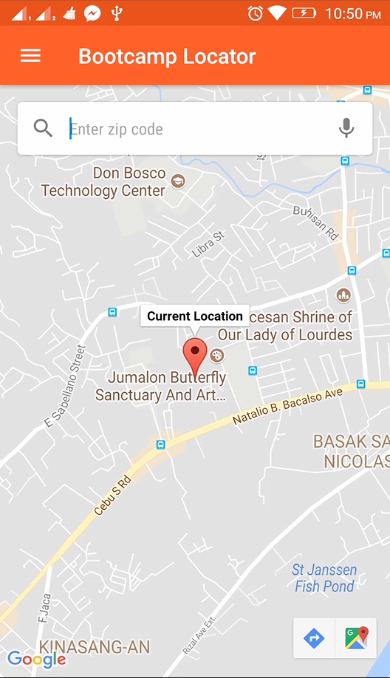 10:50 PM
Bootcamp Locator
Enter zip code
Don Bosco
Technology Center
Buhisan Rd
Libra St
Current Location
cesan Shrine of
Our Lady of Lourdes
E Sabellano Street
Jumalon Butterfly
Sanctuary And Art...
Natalio B. Bacalso Ave
BASAK SA
NICOLAS
Cebu S Rd
St Janssen
Fish Pond
F.Jaca
Rizal Ave Ext.
KINASANG-AN
Google